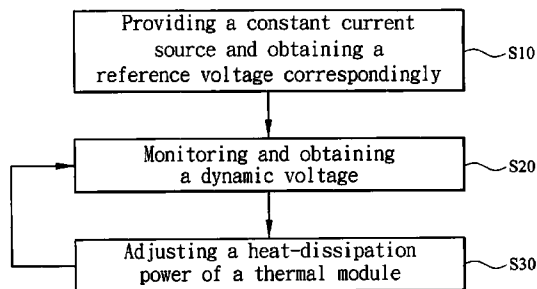 Providing a constant current
source and obtaining a
reference voltage correspondingly
S10
Monitoring and obtaining
a dynamic voltage
S20
Adjusting a heat-dissipation
power of a thermal module
S30